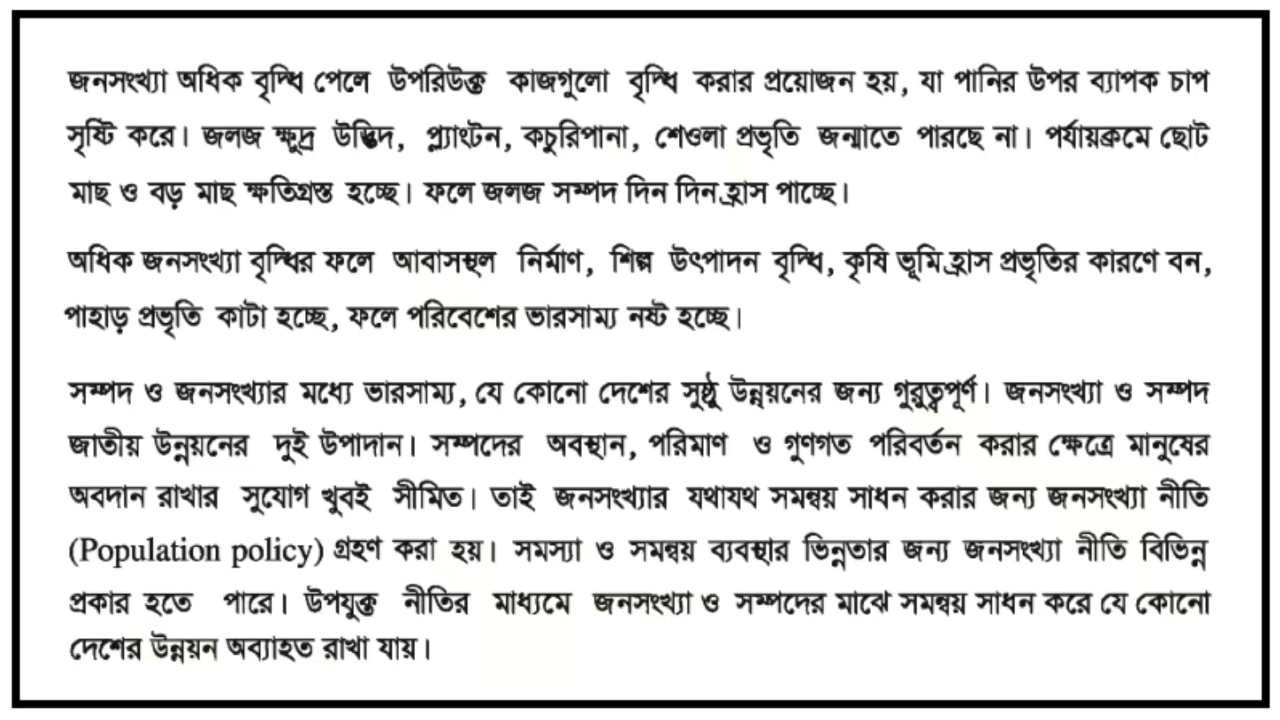 জনসংখ্যা অধিক বৃদ্ধি পেলে উপরিউক্ত কাজগুলো বৃদ্ধি করার প্রয়োজন হয়, যা পানির উপর ব্যাপক চাপ
সৃষ্টি করে। জলজ ক্ষুদ্র উদ্ভিদ, প্ল্যাংটন, কচুরিপানা, শেওলা প্রভৃতি জন্মাতে পারছে না। পর্যায়ক্রমে ছোট
মাছ ও বড় মাছ ক্ষতিগ্রস্ত হচ্ছে। ফলে জলজ সম্পদ দিন দিন হ্রাস পাচ্ছে।
অধিক জনসংখ্যা বৃদ্ধির ফলে আবাসস্থল নির্মাণ, শিল্প উৎপাদন বৃদ্ধি, কৃষি ভূমি হ্রাস প্রভৃতির কারণে বন,
পাহাড় প্রভৃতি কাটা হচ্ছে, ফলে পরিবেশের ভারসাম্য নষ্ট হচ্ছে।
সম্পদ ও জনসংখ্যার মধ্যে ভারসাম্য, যে কোনো দেশের সুষ্ঠু উন্নয়নের জন্য গুরুত্বপূর্ণ। জনসংখ্যা ও সম্পদ
জাতীয় উন্নয়নের দুই উপাদান। সম্পদের অবস্থান, পরিমাণ ও গুণগত পরিবর্তন করার ক্ষেত্রে মানুষের
অবদান রাখার সুযোগ খুবই সীমিত। তাই জনসংখ্যার যথাযথ সমন্বয় সাধন করার জন্য জনসংখ্যা নীতি
(Population policy) গ্রহণ করা হয়। সমস্যা ও সমন্বয় ব্যবস্থার ভিন্নতার জন্য জনসংখ্যা নীতি বিভিন্ন
প্রকার হতে পারে। উপযুক্ত নীতির মাধ্যমে জনসংখ্যা ও সম্পদের মাঝে সমন্বয় সাধন করে যে কোনো
দেশের উন্নয়ন অব্যাহত রাখা যায়।